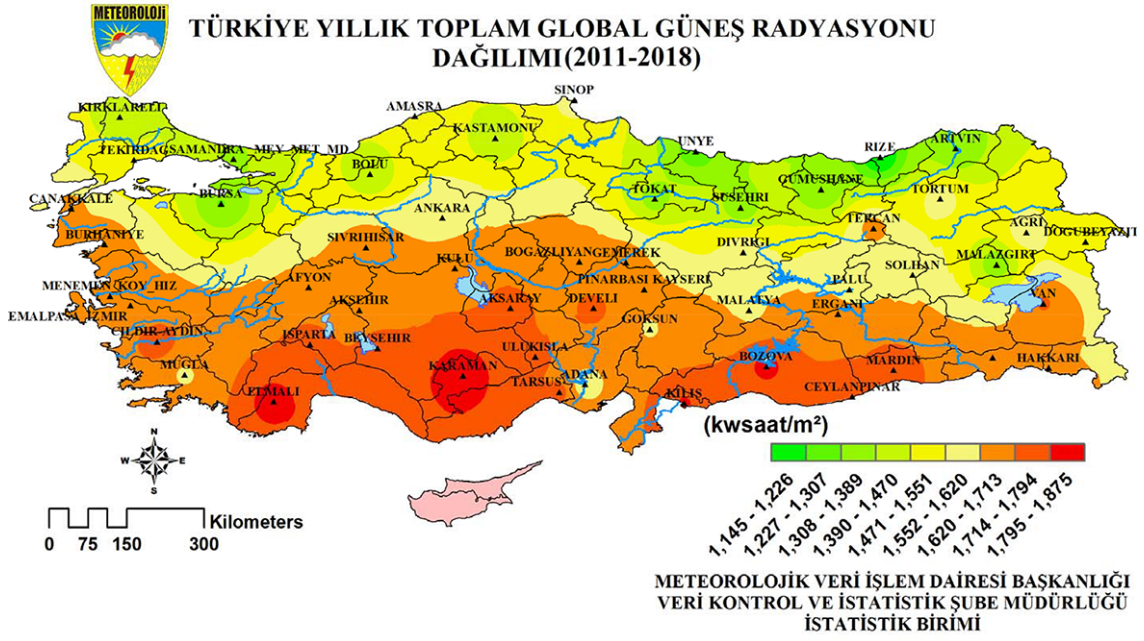 METEOROLOJİ
TÜRKİYE YILLIK TOPLAM GLOBAL GÜNEŞ RADYASYONU
DAĞILIMI(2011-2018)
SINOP
AMASRA
KIRKLARELI
KASTAMONU
UNYE
RIZE
ARTVIN
TEKIRDAG
SAMANDRA MEY MET MD
BOLU
GUMUSHANE
BURSA
TOKAT
SUSEHRI
TORTUM
CANAKKALE
ANKARA
TERCAN
AGRI
DOGUBEYAZIT
BURHANIYE
SIVRIHISAR
BOGAZLIYAN
GEMEREK
DIVRIGI
MALAZGIRT
KULU
SOLHAN
AFYON
PINARBASI KAYSERI
PALU
MENEMEN KOY HIZ
AKSEHIR
AKSARAY
DEVELI
MALATYA
ERGANI
VAN
EMALPASA IZMIR
GOKSUN
CILDIR-AYDIN
ISPARTA
BEYSEHIR
ULUKISLA
BOZOVA
MARDIN
HAKKARI
MUGLA
KARAMAN
TARSUS
ADANA
CEYLANPINAR
ELMALI
KILIS
(kwsaat/m²)
N
W E
S
1,145 - 1,226
1,227 - 1,307
1,308 - 1,389
1,390 - 1,470
1,471 - 1,551
1,552 - 1,620
1,620 - 1,713
1,714 - 1,794
1,795 - 1,875
Kilometers
0 75 150 300
METEOROLOJİK VERİ İŞLEM DAİRESİ BAŞKANLIĞI
VERİ KONTROL VE İSTATİSTİK ŞUBE MÜDÜRLÜĞÜ
İSTATİSTİK BİRİMİ